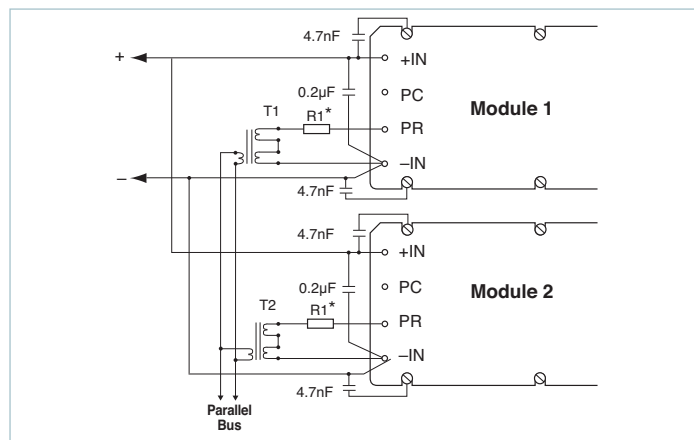 4.7nF
+
+IN
0.2µF
PC
Module 1
T1
R1*
PR
–IN
–
4.7nF
4.7nF
+IN
0.2µF
PC
Module 2
T2
R1*
PR
–IN
4.7nF
Parallel
Bus